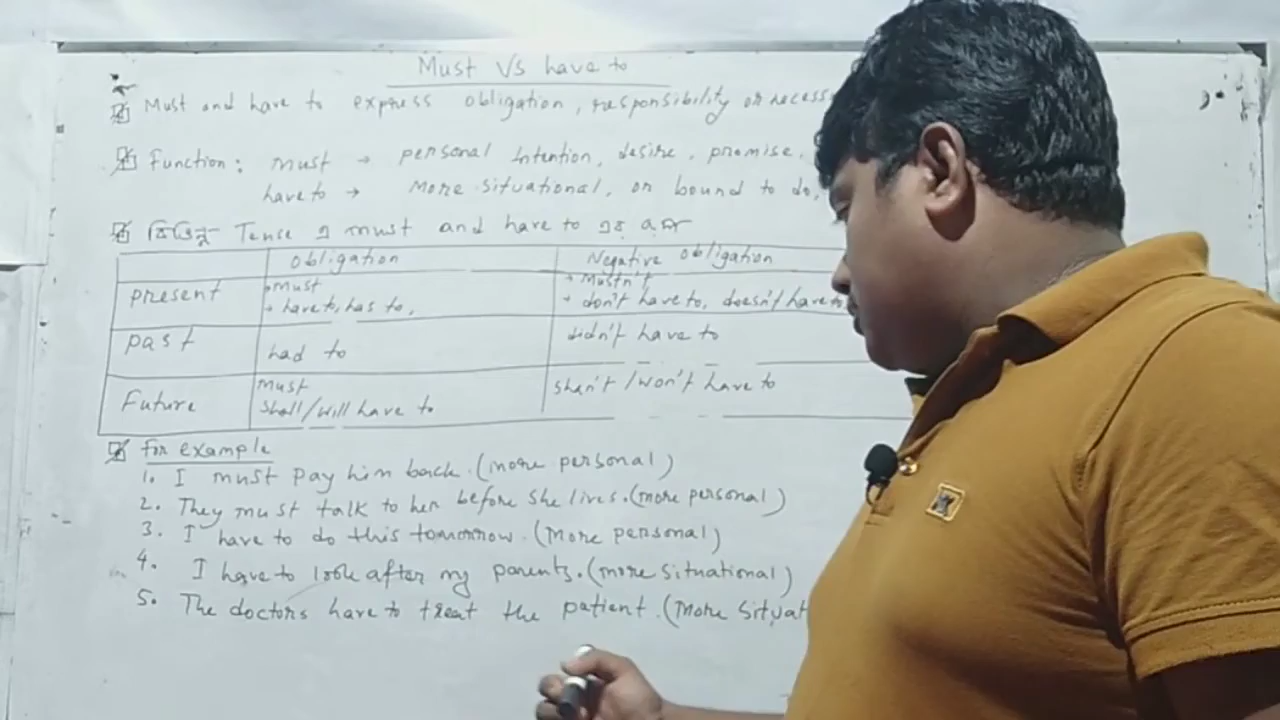 Must Vs have to
Must and have to express obligation, responsibility or necess
Function: must → personal intention, desire, promise.
have to → More situational, or bound to do,
Tense এ must and have to এর
obligation Negative obligation
present → Must → Mustn't
→ have to, has to, → don't have to, doesn't have to
past had to didn't have to
Future Must shan't/won't have to
Shall/will have to
For example
1. I must pay him back. (more personal)
2. They must talk to her before she lives. (more personal)
3. I have to do this tomorrow. (More personal)
4. I have to look after my parents. (more situational)
5. The doctors have to treat the patient. (More Situat